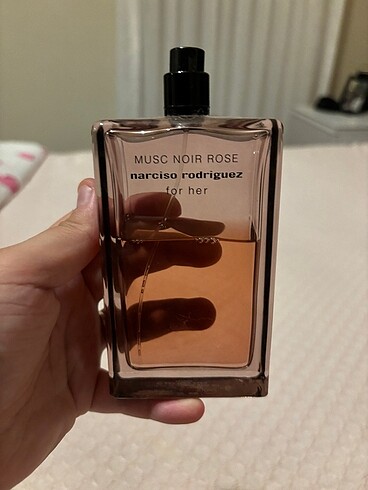 MUSC NOIR ROSE
narciso rodriguez
for her